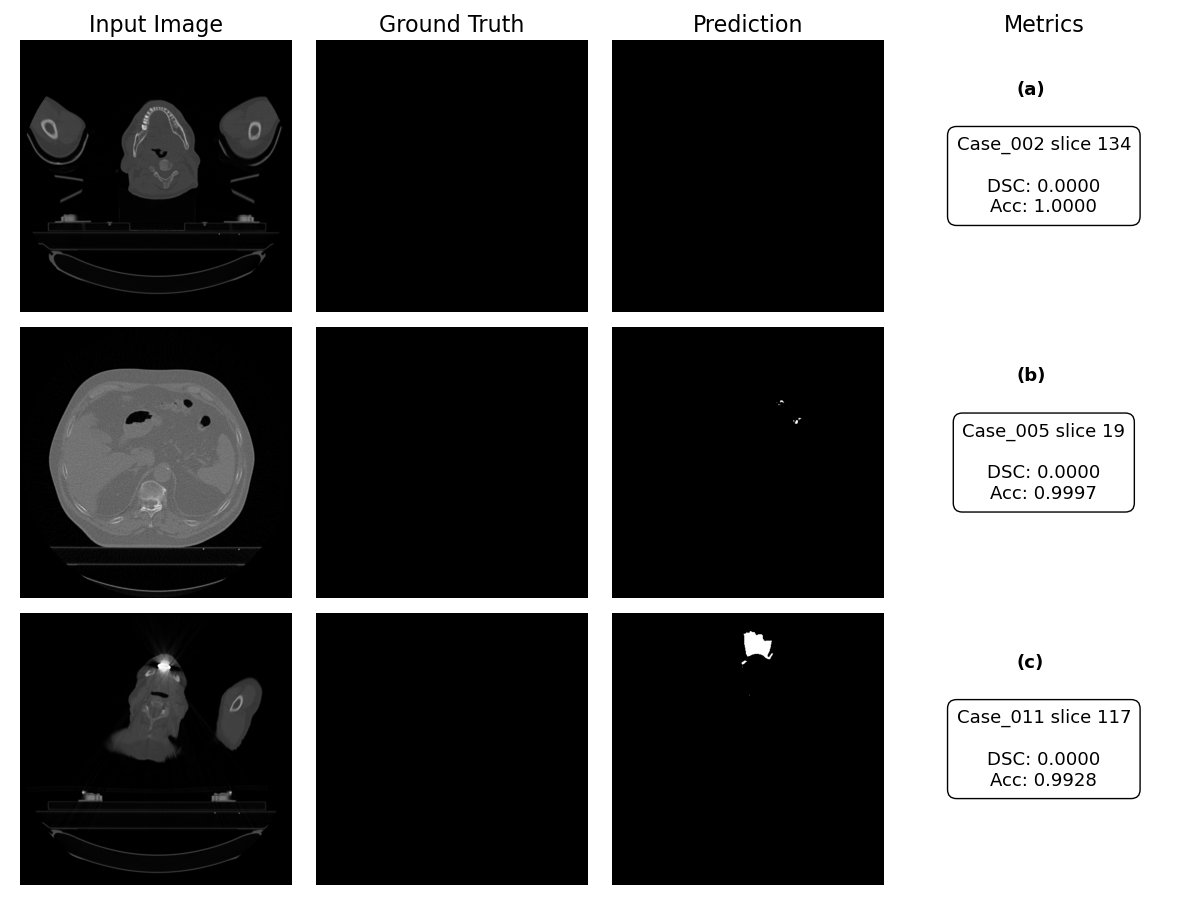 Input Image Ground Truth Prediction Metrics
(a)
Case_002 slice 134
DSC: 0.0000
Acc: 1.0000
(b)
Case_005 slice 19
DSC: 0.0000
Acc: 0.9997
(c)
Case_011 slice 117
DSC: 0.0000
Acc: 0.9928